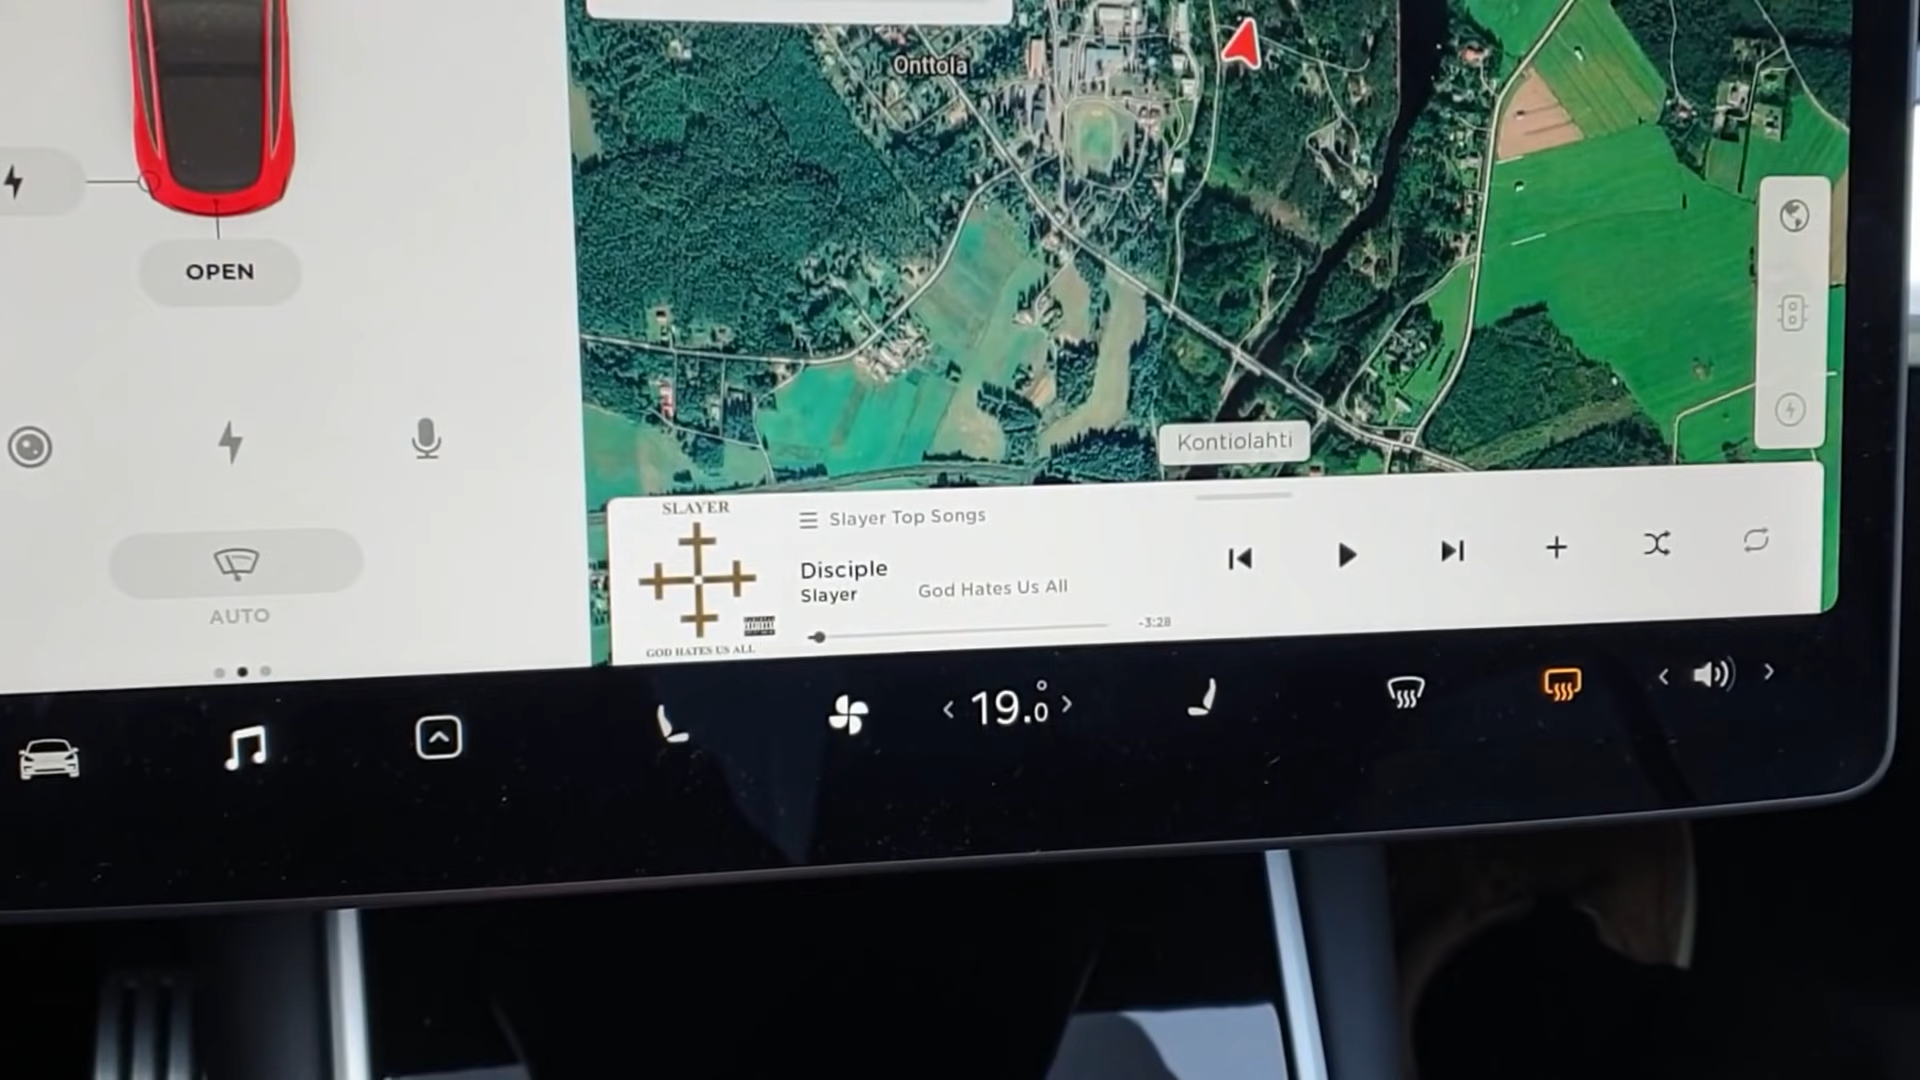 Onttola
OPEN
Kontiolahti
SLAYER
Slayer Top Songs
Disciple
Slayer
God Hates Us All
-3:28
GOD HATES US ALL
AUTO
19.0°